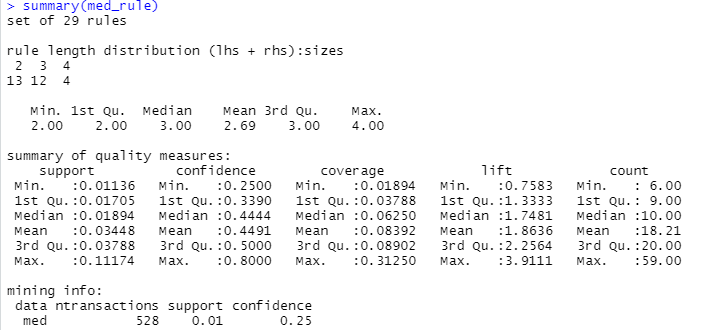 > summary(med_rule)
set of 29 rules
rule length distribution (lhs + rhs):sizes
 2  3  4
13 12  4
   Min. 1st Qu.  Median    Mean 3rd Qu.    Max.
   2.00    2.00    3.00    2.69    3.00    4.00
summary of quality measures:
    support          confidence        coverage            lift            count
 Min.   :0.01136   Min.   :0.2500   Min.   :0.01894   Min.   :0.7583   Min.   : 6.00
 1st Qu.:0.01705   1st Qu.:0.3390   1st Qu.:0.03788   1st Qu.:1.3333   1st Qu.: 9.00
 Median :0.01894   Median :0.4444   Median :0.06250   Median :1.7481   Median :10.00
 Mean   :0.03448   Mean   :0.4491   Mean   :0.08392   Mean   :1.8636   Mean   :18.21
 3rd Qu.:0.03788   3rd Qu.:0.5000   3rd Qu.:0.08902   3rd Qu.:2.2564   3rd Qu.:20.00
 Max.   :0.11174   Max.   :0.8000   Max.   :0.31250   Max.   :3.9111   Max.   :59.00
mining info:
 data ntransactions support confidence
  med           528    0.01       0.25